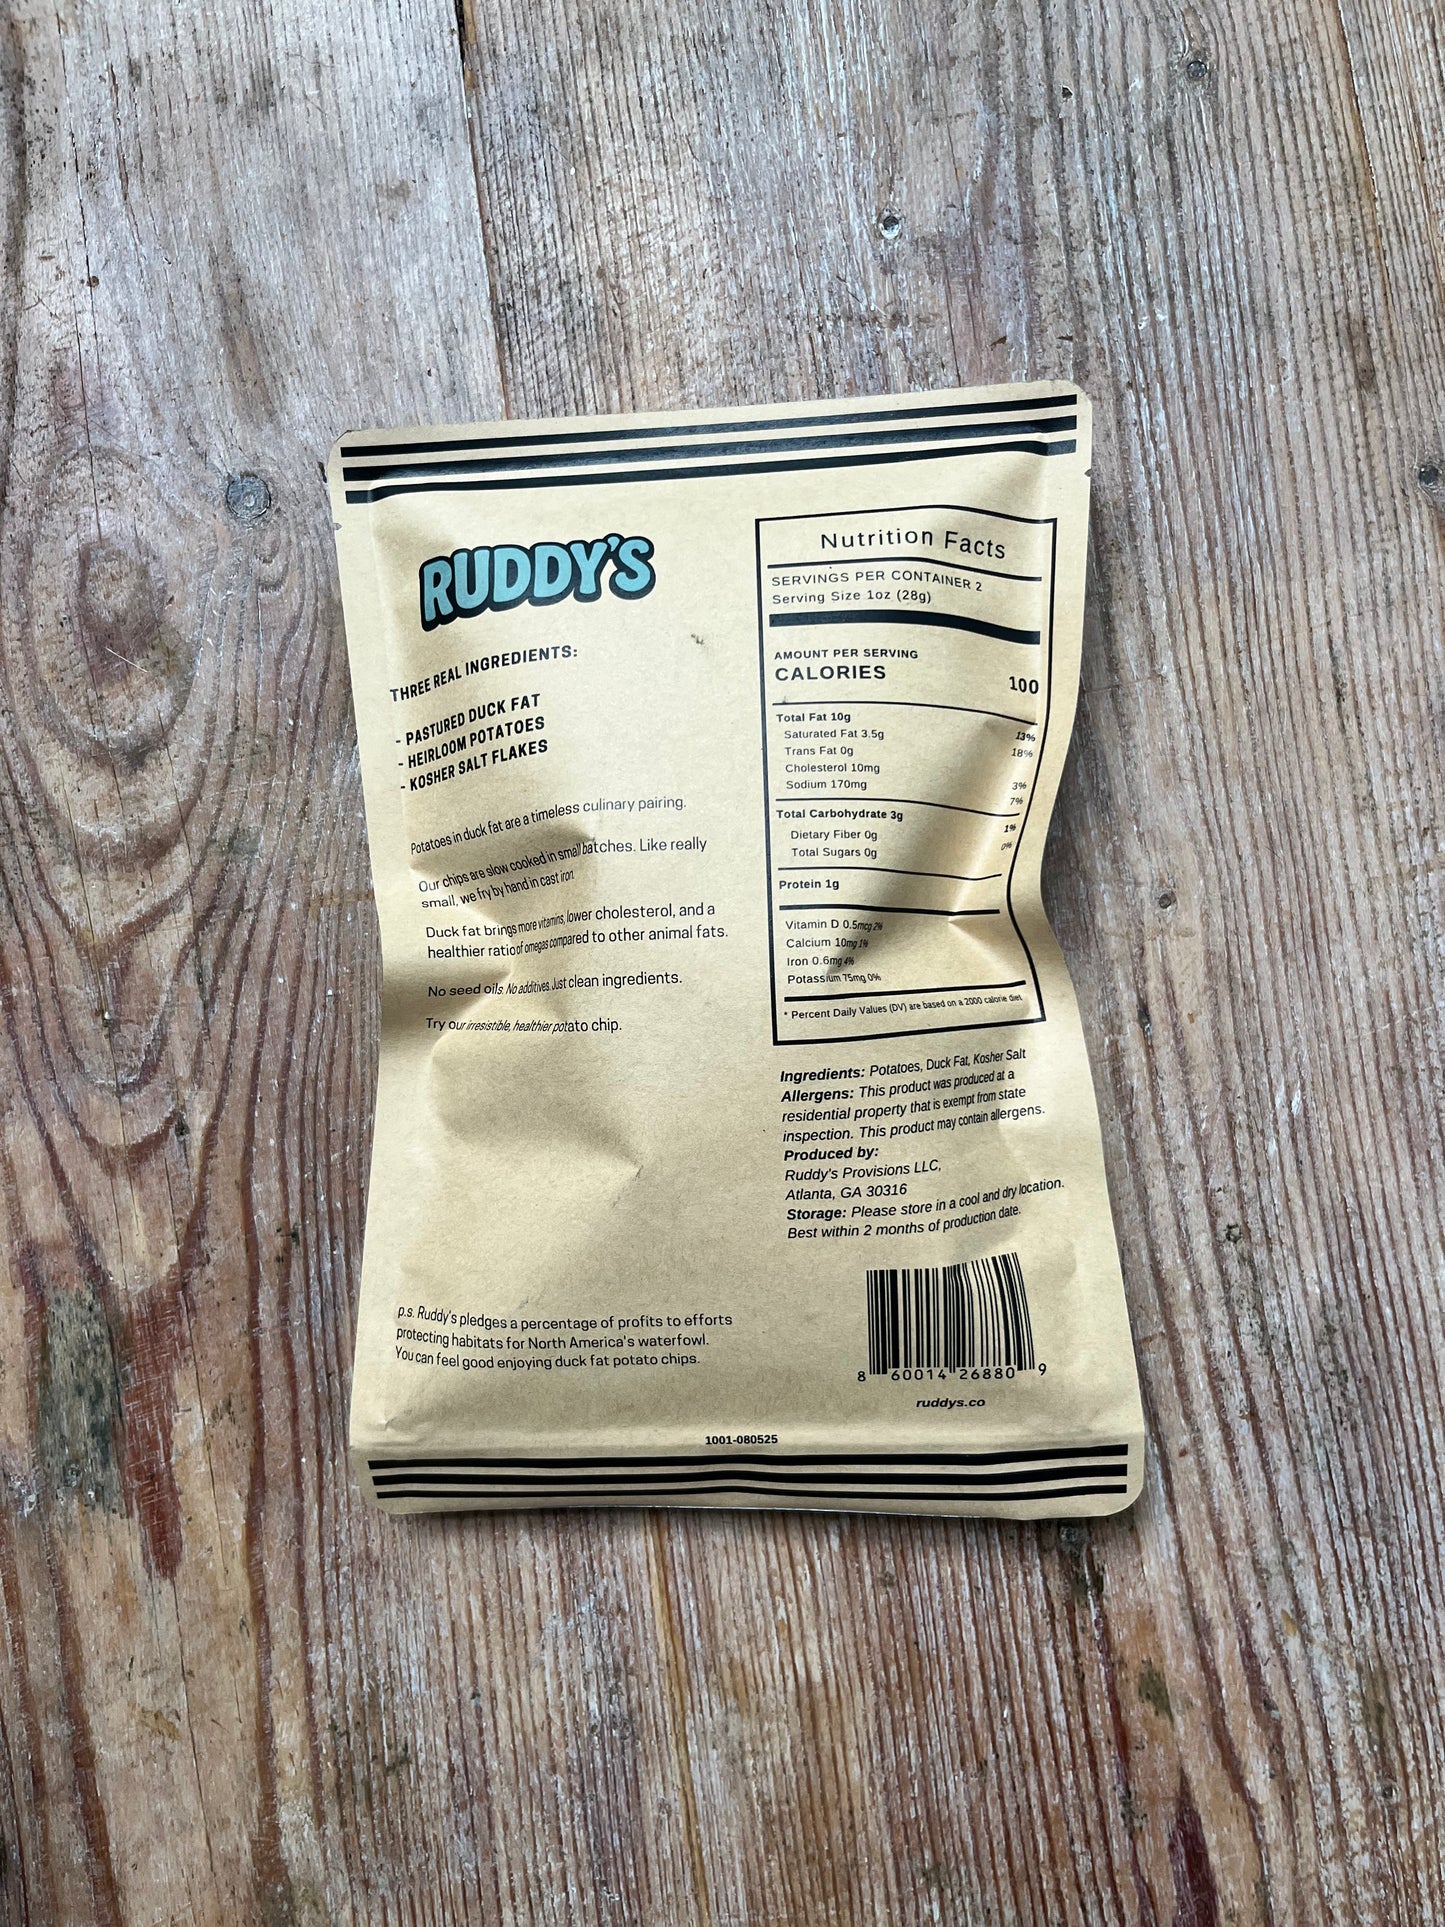 RUDDY'S
THREE REAL INGREDIENTS:
- PASTURED DUCK FAT
- HEIRLOOM POTATOES
- KOSHER SALT FLAKES
Potatoes in duck fat are a timeless culinary pairing.
Our chips are slow cooked in small batches. Like really
small, we fry by hand in cast iron
Duck fat brings more vitamins, lower cholesterol, and a
healthier ratio of omegas compared to other animal fats.
No seed oils. No additives. Just clean ingredients.
Try our irresistible, healthier potato chip.
p.s. Ruddy's pledges a percentage of profits to efforts
protecting habitats for North America's waterfowl.
You can feel good enjoying duck fat potato chips.
Nutrition Facts
SERVINGS PER CONTAINER 2
Serving Size 1oz (28g)
AMOUNT PER SERVING
CALORIES 100
Total Fat 10g 13%
Saturated Fat 3.5g 18%
Trans Fat 0g
Cholesterol 10mg 3%
Sodium 170mg 7%
Total Carbohydrate 3g 1%
Dietary Fiber 0g 0%
Total Sugars 0g
Protein 1g
Vitamin D 0.5mcg 2%
Calcium 10mg 1%
Iron 0.6mg 4%
Potassium 75mg 0%
* Percent Daily Values (DV) are based on a 2000 calorie diet
Ingredients: Potatoes, Duck Fat, Kosher Salt
Allergens: This product was produced at a
residential property that is exempt from state
inspection. This product may contain allergens.
Produced by:
Ruddy's Provisions LLC,
Atlanta, GA 30316
Storage: Please store in a cool and dry location.
Best within 2 months of production date.
8 60014 26880 9
ruddys.co
1001-080525